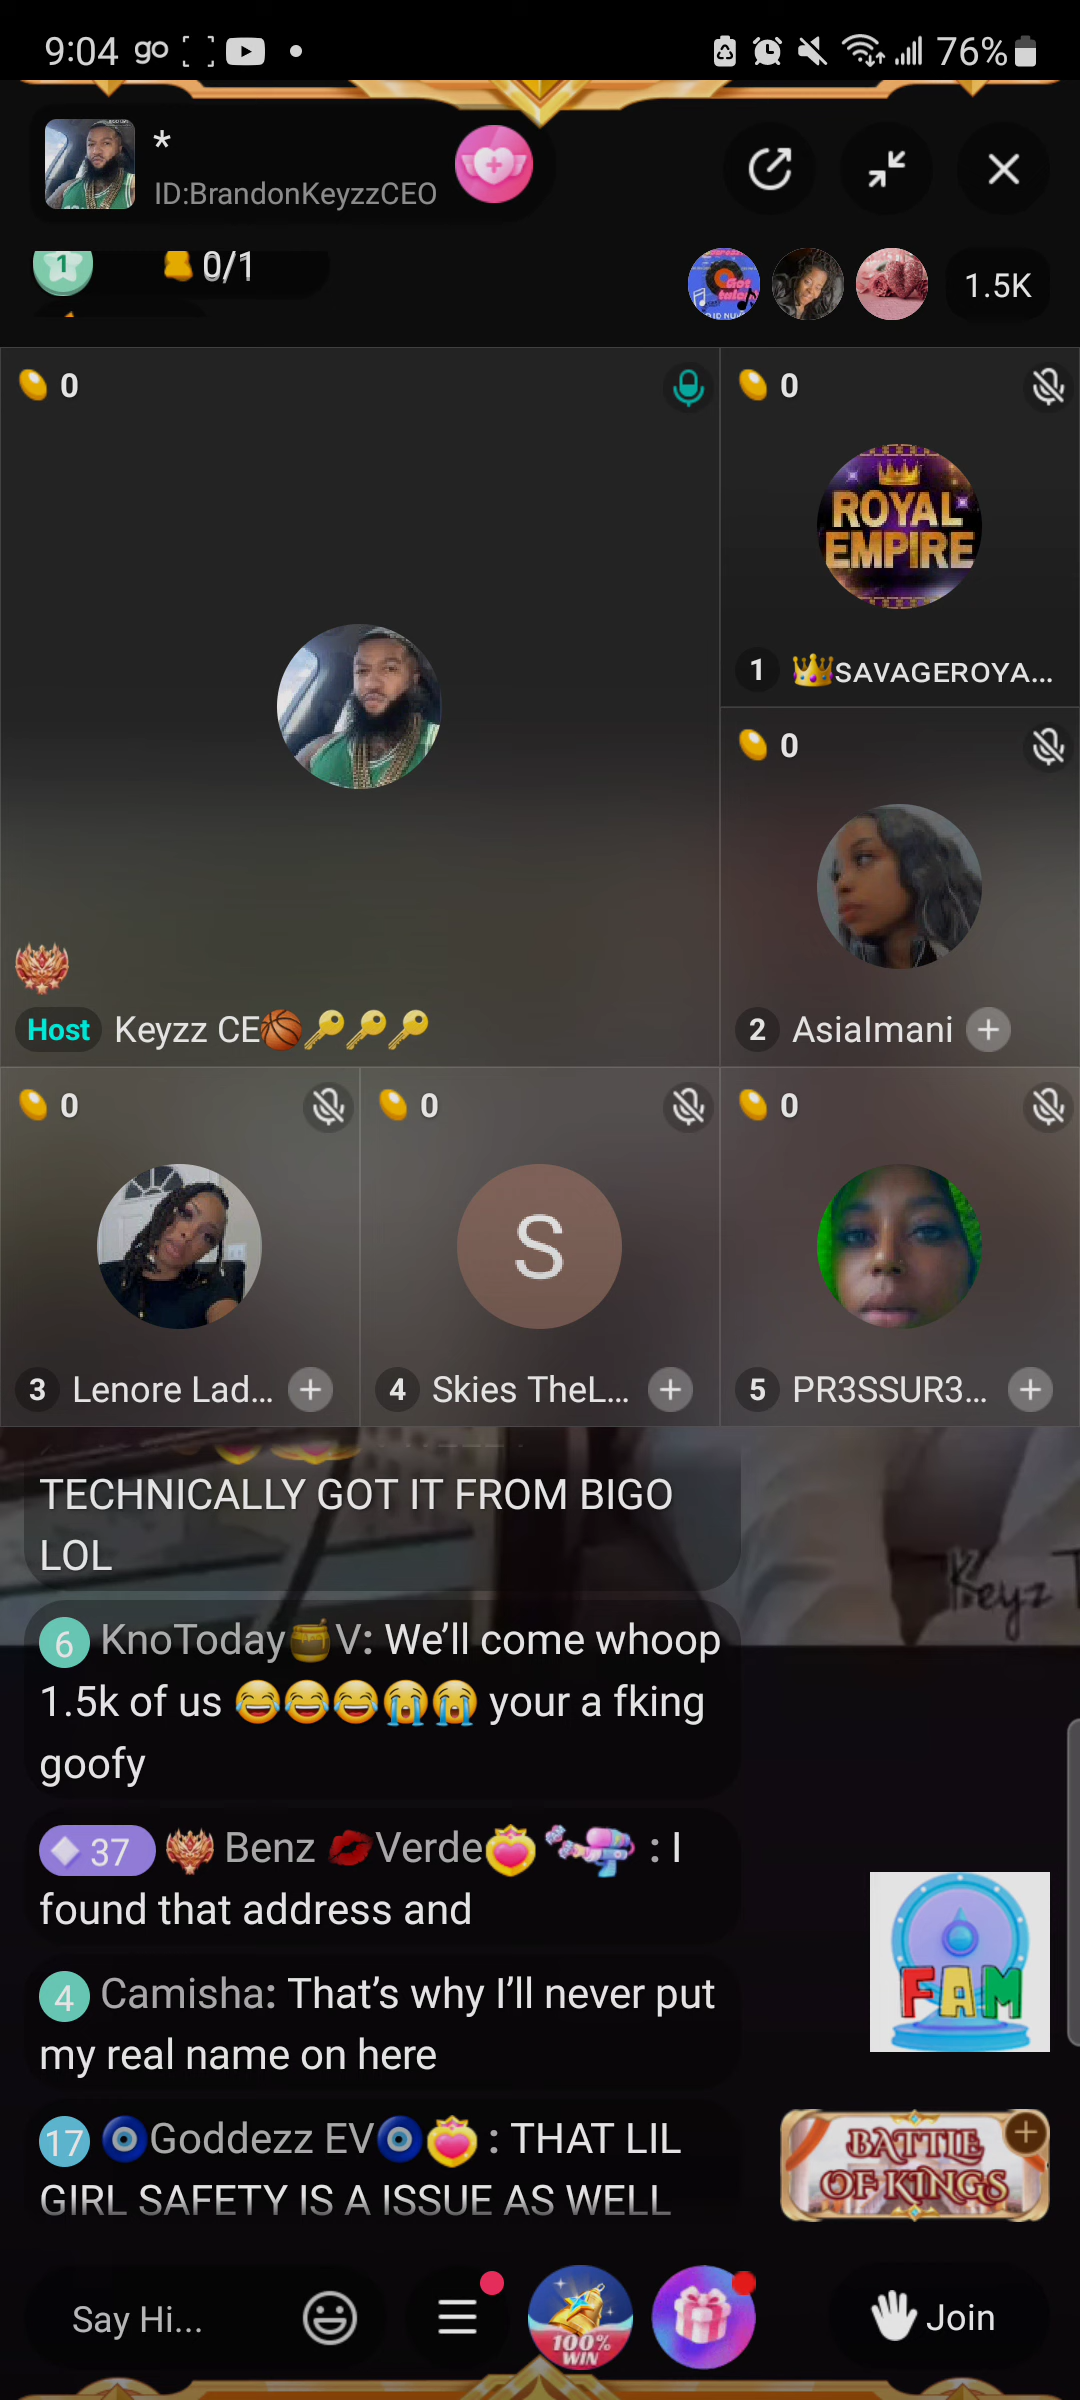 9:04 go 76%
*
ID:BrandonKeyzzCEO
1 0/1
Got
1.5K
0
0
ROYAL
EMPIRE
1 👑SAVAGEROYA...
0
Host Keyzz CE🏀🔑🔑🔑
2 AsiaImani +
0
0
0
S
3 Lenore Lad... +
4 Skies TheL... +
5 PR3SSUR3... +
TECHNICALLY GOT IT FROM BIGO
LOL
Keyz
6 KnoToday🍯V: We’ll come whoop
1.5k of us 😂😂😂😭😭 your a fking
goofy
37 Benz 💋Verde : I
found that address and
4 Camisha: That’s why I’ll never put
my real name on here
FAM
17 🧿Goddezz EV🧿 : THAT LIL
GIRL SAFETY IS A ISSUE AS WELL
BATTLE
OF KINGS
Say Hi...
100%
WIN
Join